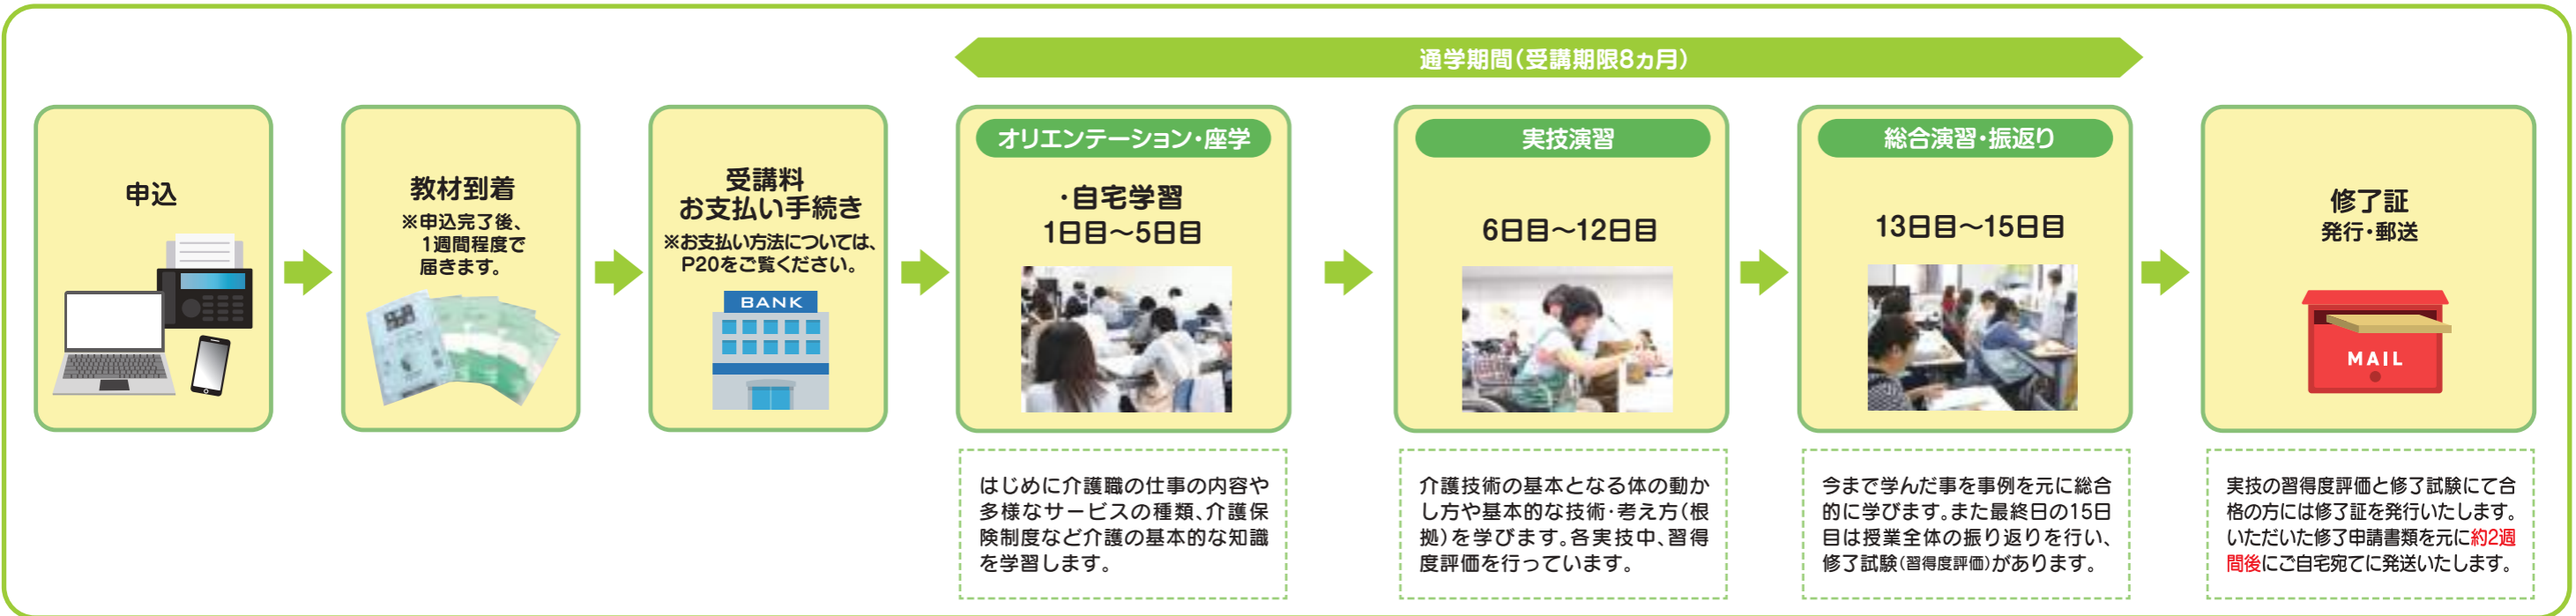 通学期間(受講期限8ヵ月)
申込
教材到着
※申込完了後、
1週間程度で
届きます。
受講料
お支払い手続き
※お支払い方法については、
P20をご覧ください。
BANK
オリエンテーション・座学
・自宅学習
1日目〜5日目
はじめに介護職の仕事の内容や
多様なサービスの種類、介護保
険制度など介護の基本的な知識
を学習します。
実技演習
6日目〜12日目
介護技術の基本となる体の動か
し方や基本的な技術・考え方(根
拠)を学びます。各実技中、習得
度評価を行っています。
総合演習・振返り
13日目〜15日目
今まで学んだ事を事例を元に総合
的に学びます。また最終日の15日
目は授業全体の振り返りを行い、
修了試験(習得度評価)があります。
修了証
発行・郵送
MAIL
実技の習得度評価と修了試験にて合
格の方には修了証を発行いたします。
いただいた修了申請書類を元に約2週
間後にご自宅宛てに発送いたします。